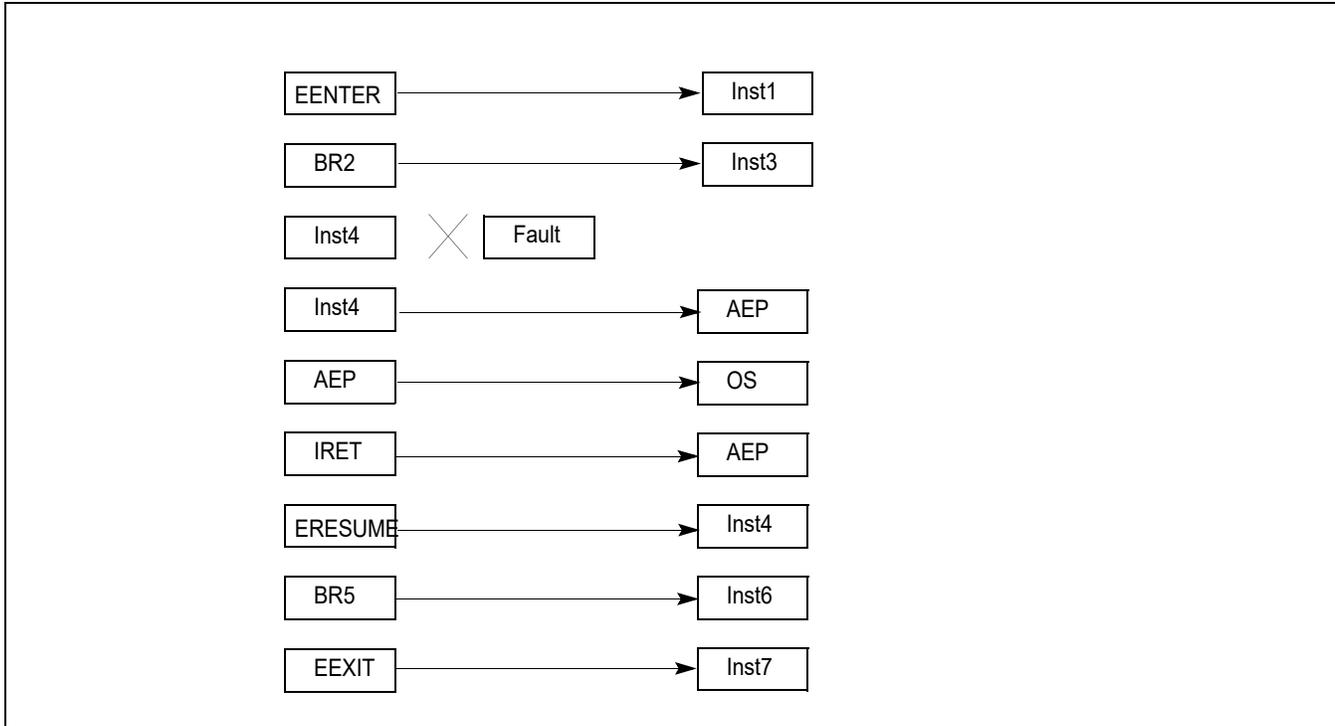 EENTER Inst1
BR2 Inst3
Inst4 Fault
Inst4 AEP
AEP OS
IRET AEP
ERESUME Inst4
BR5 Inst6
EEXIT Inst7